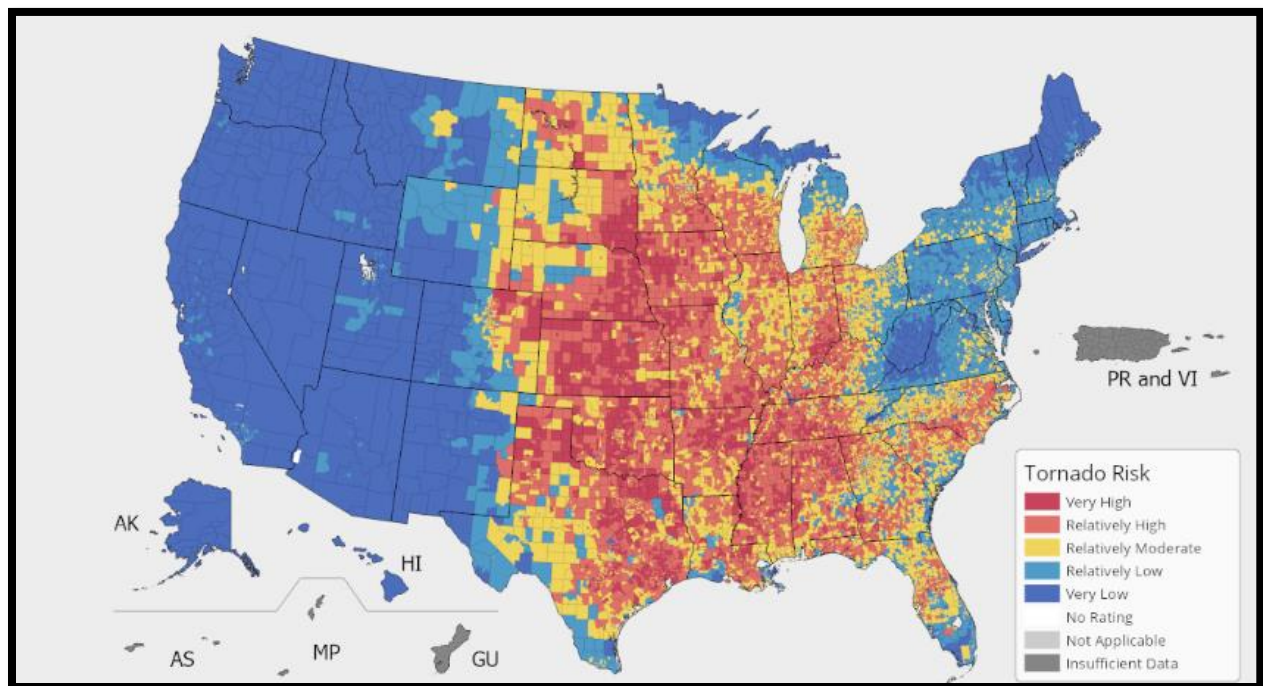 PR and VI
AK
HI
AS
MP
GU
Tornado Risk
Very High
Relatively High
Relatively Moderate
Relatively Low
Very Low
No Rating
Not Applicable
Insufficient Data